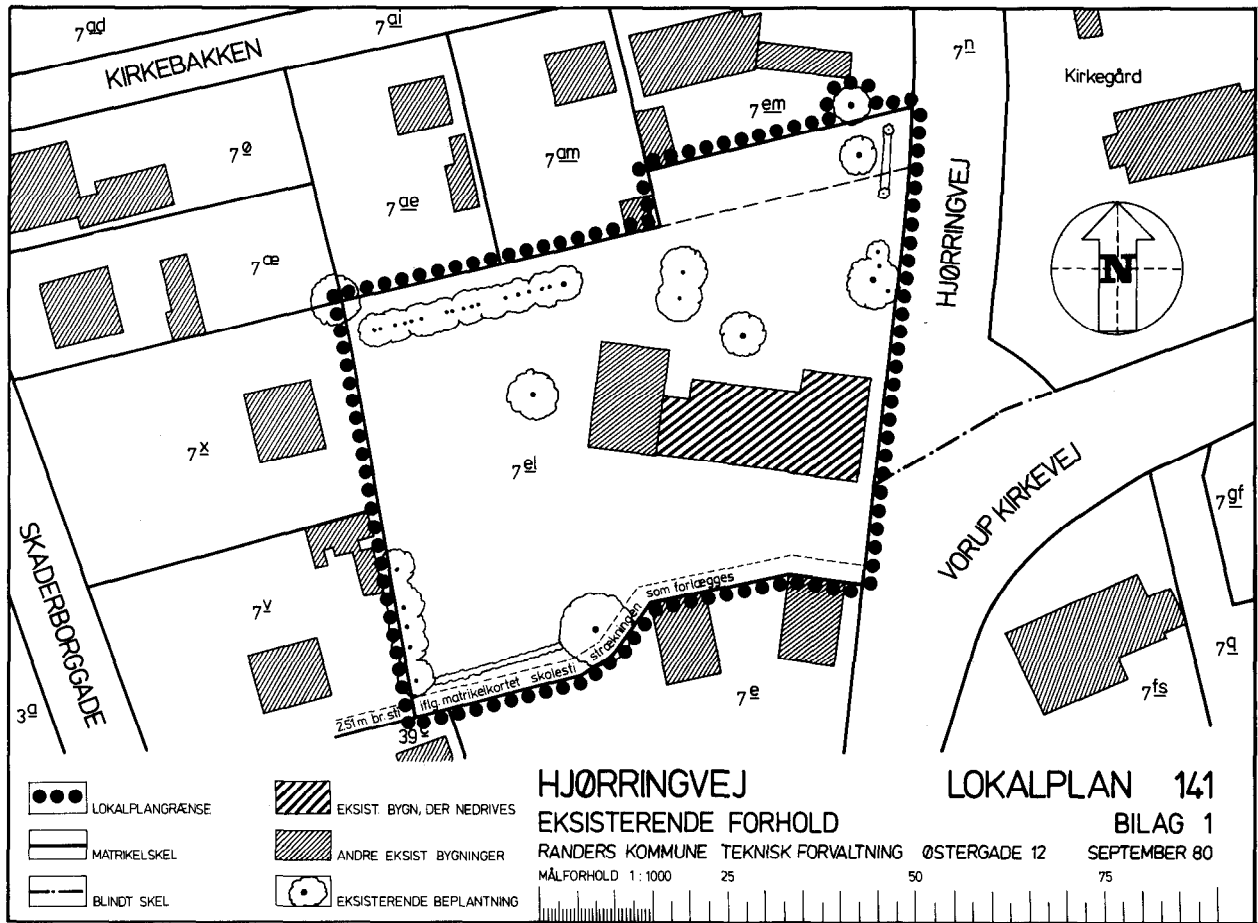 7ad
7ai
KIRKEBAKKEN
7n
Kirkegård
7em
7ø
7am
7ae
7æ
HJØRRINGVEJ
N
7x
7el
VORUP KIRKEVEJ
7gf
SKADERBORGGADE
7v
som forlægges
strækningen
2.51 m. br. sti iflg. matrikelkortet skolesti
7e
7q
7fs
3a
39c
LOKALPLANGRÆNSE
MATRIKELSKEL
BLINDT SKEL
EKSIST. BYGN, DER NEDRIVES
ANDRE EKSIST BYGNINGER
EKSISTERENDE BEPLANTNING
HJØRRINGVEJ LOKALPLAN 141
EKSISTERENDE FORHOLD BILAG 1
RANDERS KOMMUNE TEKNISK FORVALTNING ØSTERGADE 12 SEPTEMBER 80
MÅLFORHOLD 1:1000 25 50 75